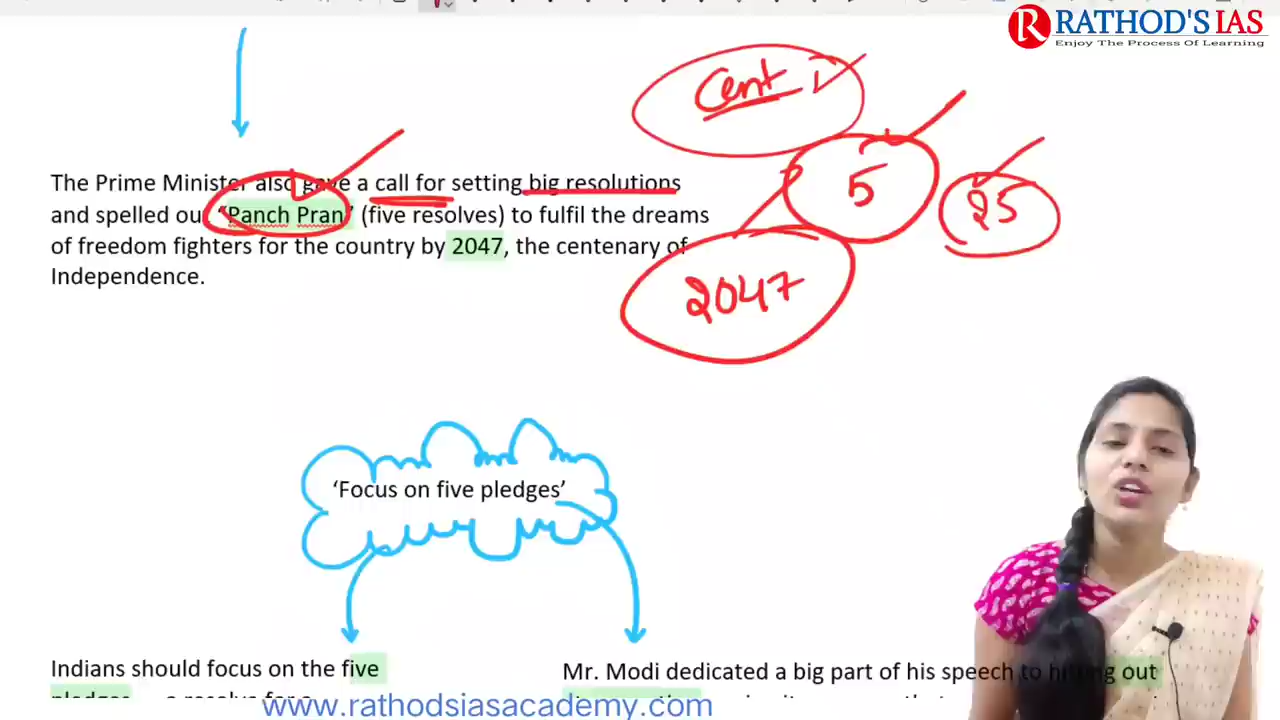 RATHOD'S IAS
Enjoy The Process Of Learning
Cent
5
25
2047
The Prime Minister also gave a call for setting big resolutions
and spelled out “Panch Pran” (five resolves) to fulfil the dreams
of freedom fighters for the country by 2047, the centenary of
Independence.
‘Focus on five pledges’
Indians should focus on the five
pledges — a resolve for a
Mr. Modi dedicated a big part of his speech to hitting out
www.rathodsiasacademy.com